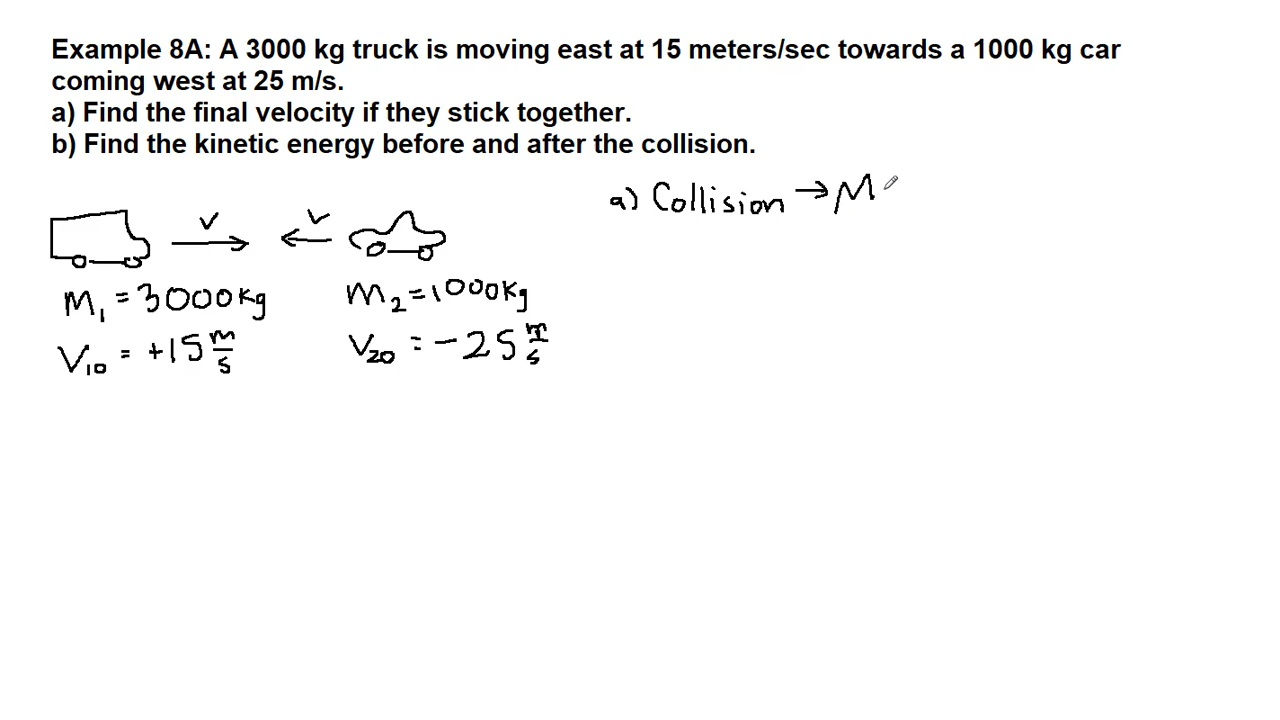 Example 8A: A 3000 kg truck is moving east at 15 meters/sec towards a 1000 kg car
coming west at 25 m/s.
a) Find the final velocity if they stick together.
b) Find the kinetic energy before and after the collision.
a) Collision → M
V V
M₁ = 3000kg
m₂ = 1000kg
V₁₀ = +15 m/s
V₂₀ = -25 m/s